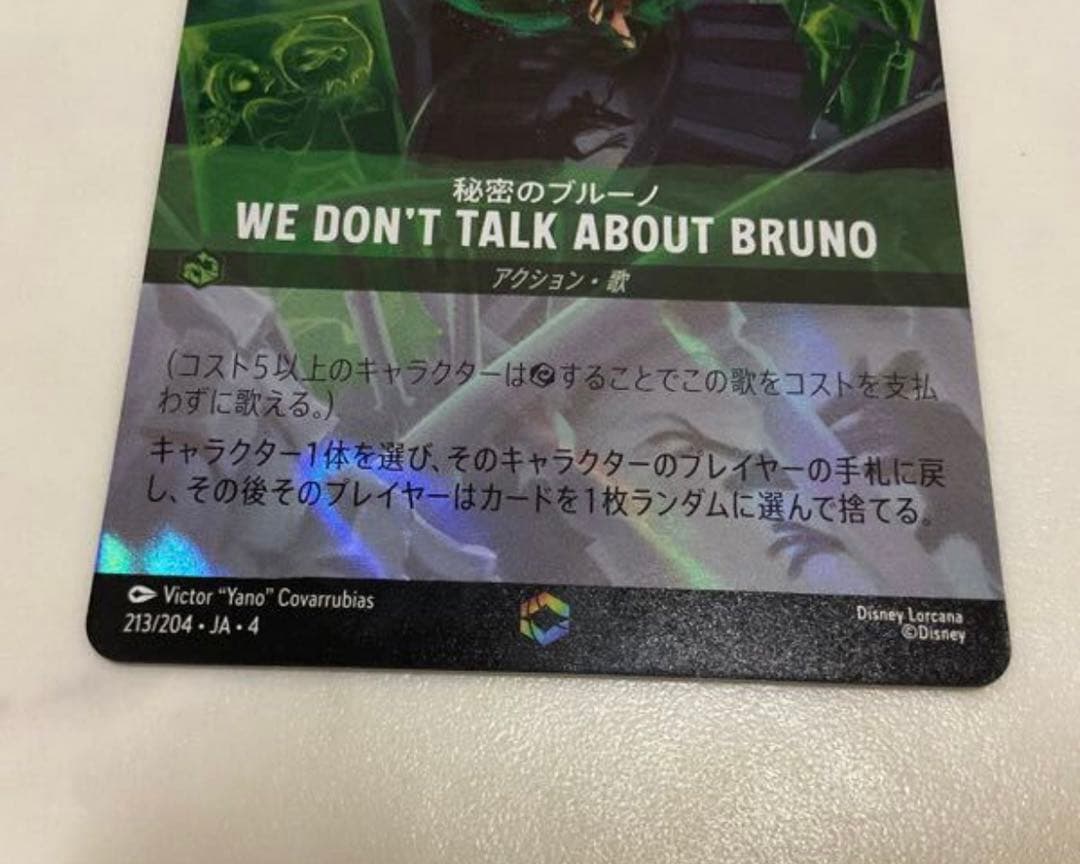 秘密のブルーノ
WE DON'T TALK ABOUT BRUNO
アクション・歌
(コスト5以上のキャラクターはすることでこの歌をコストを支払
わずに歌える。)
キャラクター1体を選び、そのキャラクターのプレイヤーの手札に戻
し、その後そのプレイヤーはカードを1枚ランダムに選んで捨てる。
Victor "Yano" Covarrubias
213/204・JA・4
Disney Lorcana
©Disney